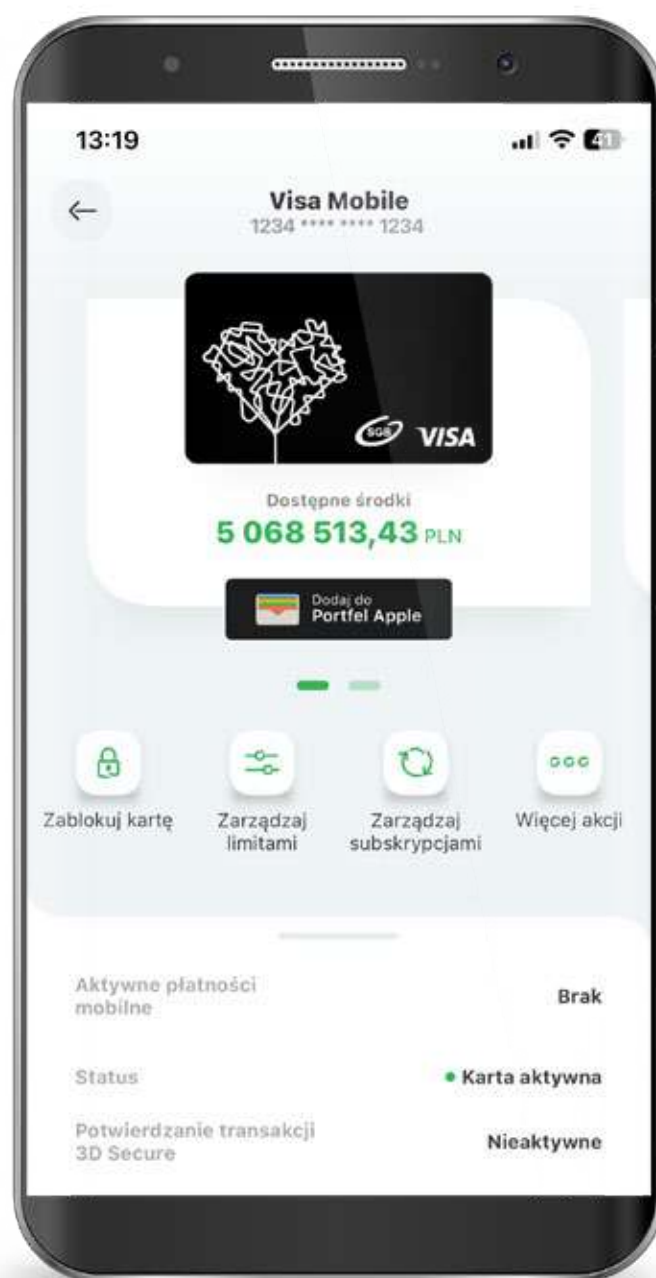 13:19
41
Visa Mobile
1234 **** **** 1234
SGB VISA
Dostępne środki
5 068 513,43 PLN
Dodaj do
Portfel Apple
Zablokuj kartę
Zarządzaj
limitami
Zarządzaj
subskrypcjami
Więcej akcji
Aktywne płatności
mobilne
Brak
Status
Karta aktywna
Potwierdzanie transakcji
3D Secure
Nieaktywne